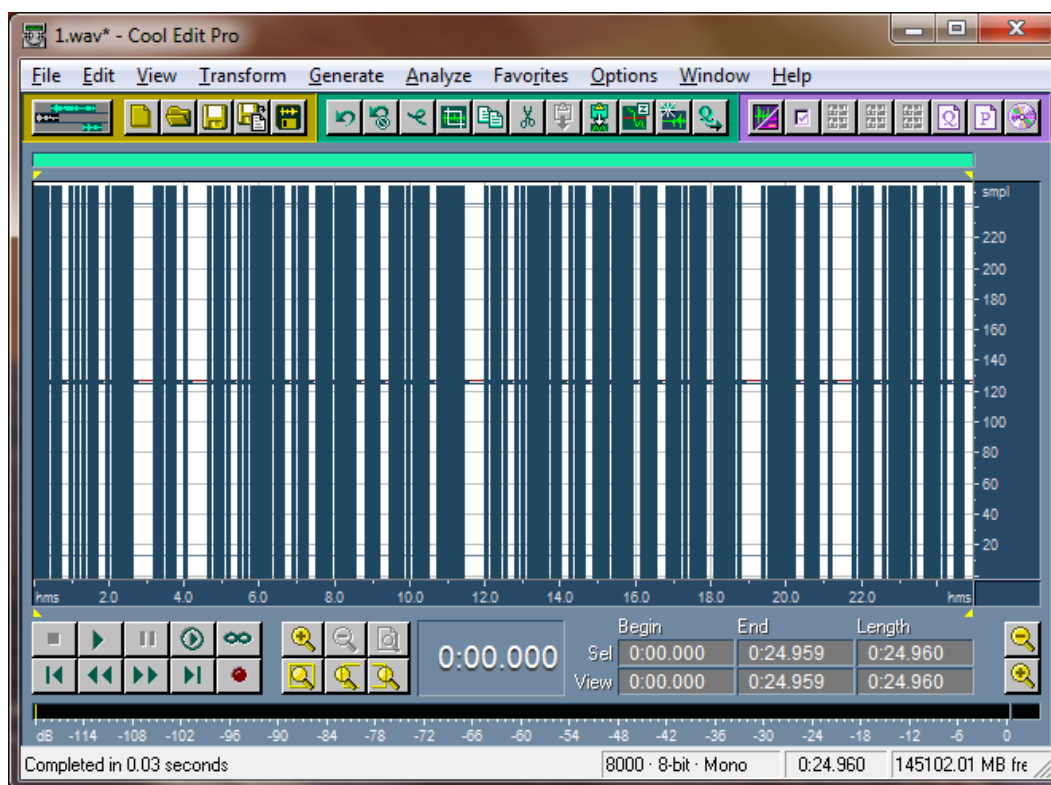 1.wav* - Cool Edit Pro
File Edit View Transform Generate Analyze Favorites Options Window Help
Z
Q P
smpl
220
200
180
160
140
120
100
80
60
40
20
hms 2.0 4.0 6.0 8.0 10.0 12.0 14.0 16.0 18.0 20.0 22.0 hms
Begin End Length
0:00.000
Sel 0:00.000 0:24.959 0:24.960
View 0:00.000 0:24.959 0:24.960
dB -114 -108 -102 -96 -90 -84 -78 -72 -66 -60 -54 -48 -42 -36 -30 -24 -18 -12 -6 0
Completed in 0.03 seconds 8000 · 8-bit · Mono 0:24.960 145102.01 MB fre